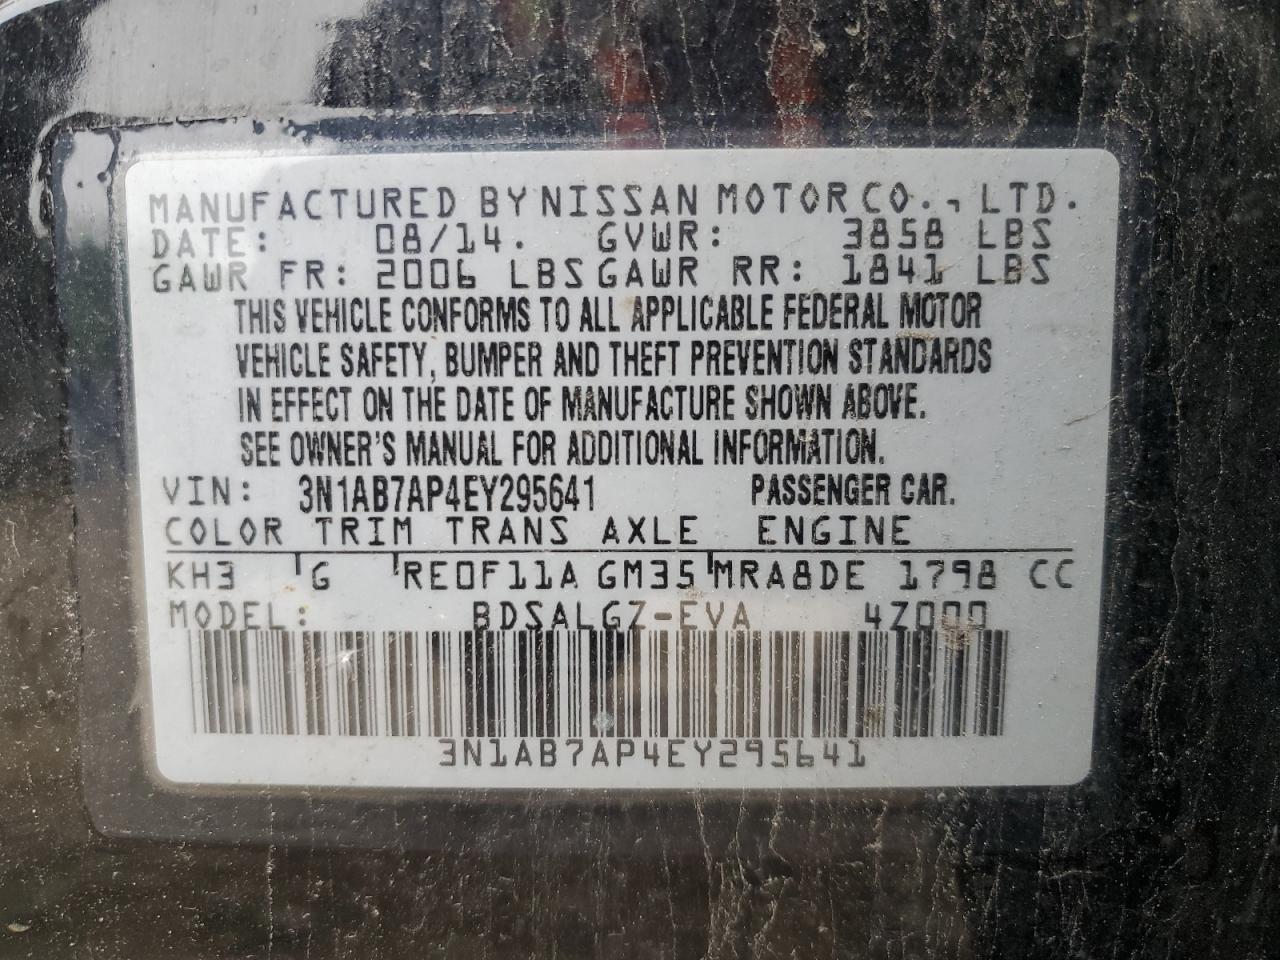 MANUFACTURED BY NISSAN MOTOR CO., LTD.
DATE: 08/14. GVWR: 3858 LBS
GAWR FR: 2006 LBS GAWR RR: 1841 LBS
THIS VEHICLE CONFORMS TO ALL APPLICABLE FEDERAL MOTOR
VEHICLE SAFETY, BUMPER AND THEFT PREVENTION STANDARDS
IN EFFECT ON THE DATE OF MANUFACTURE SHOWN ABOVE.
SEE OWNER'S MANUAL FOR ADDITIONAL INFORMATION.
VIN: 3N1AB7AP4EY295641 PASSENGER CAR.
COLOR TRIM TRANS AXLE ENGINE
KH3 G RE0F11A GM35 MRA8DE 1798 CC
MODEL: BDSALGZ-EVA 4Z000
3N1AB7AP4EY295641